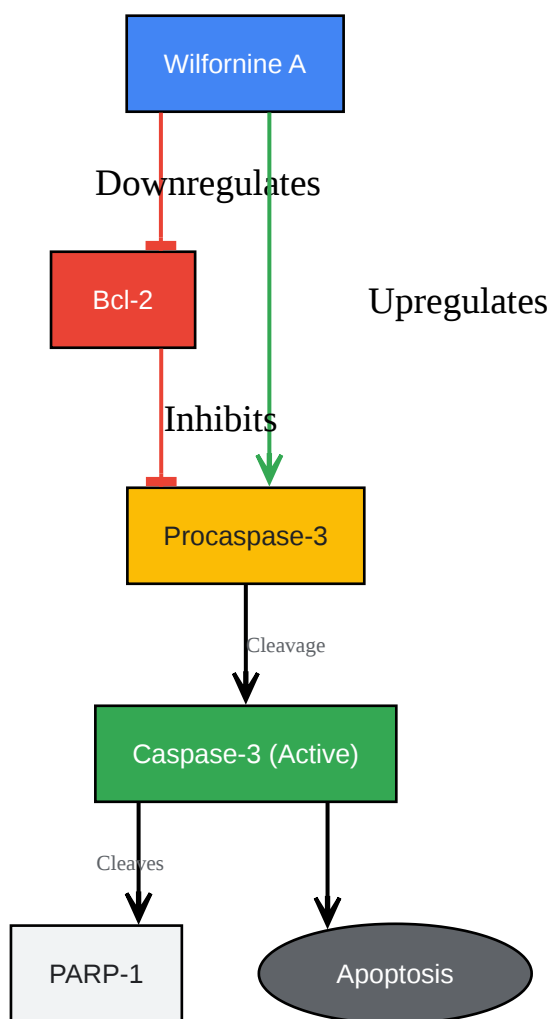 Wilfornine A
Downregulates
Bcl-2
Upregulates
Inhibits
Procaspase-3
Cleavage
Caspase-3 (Active)
Cleaves
PARP-1
Apoptosis